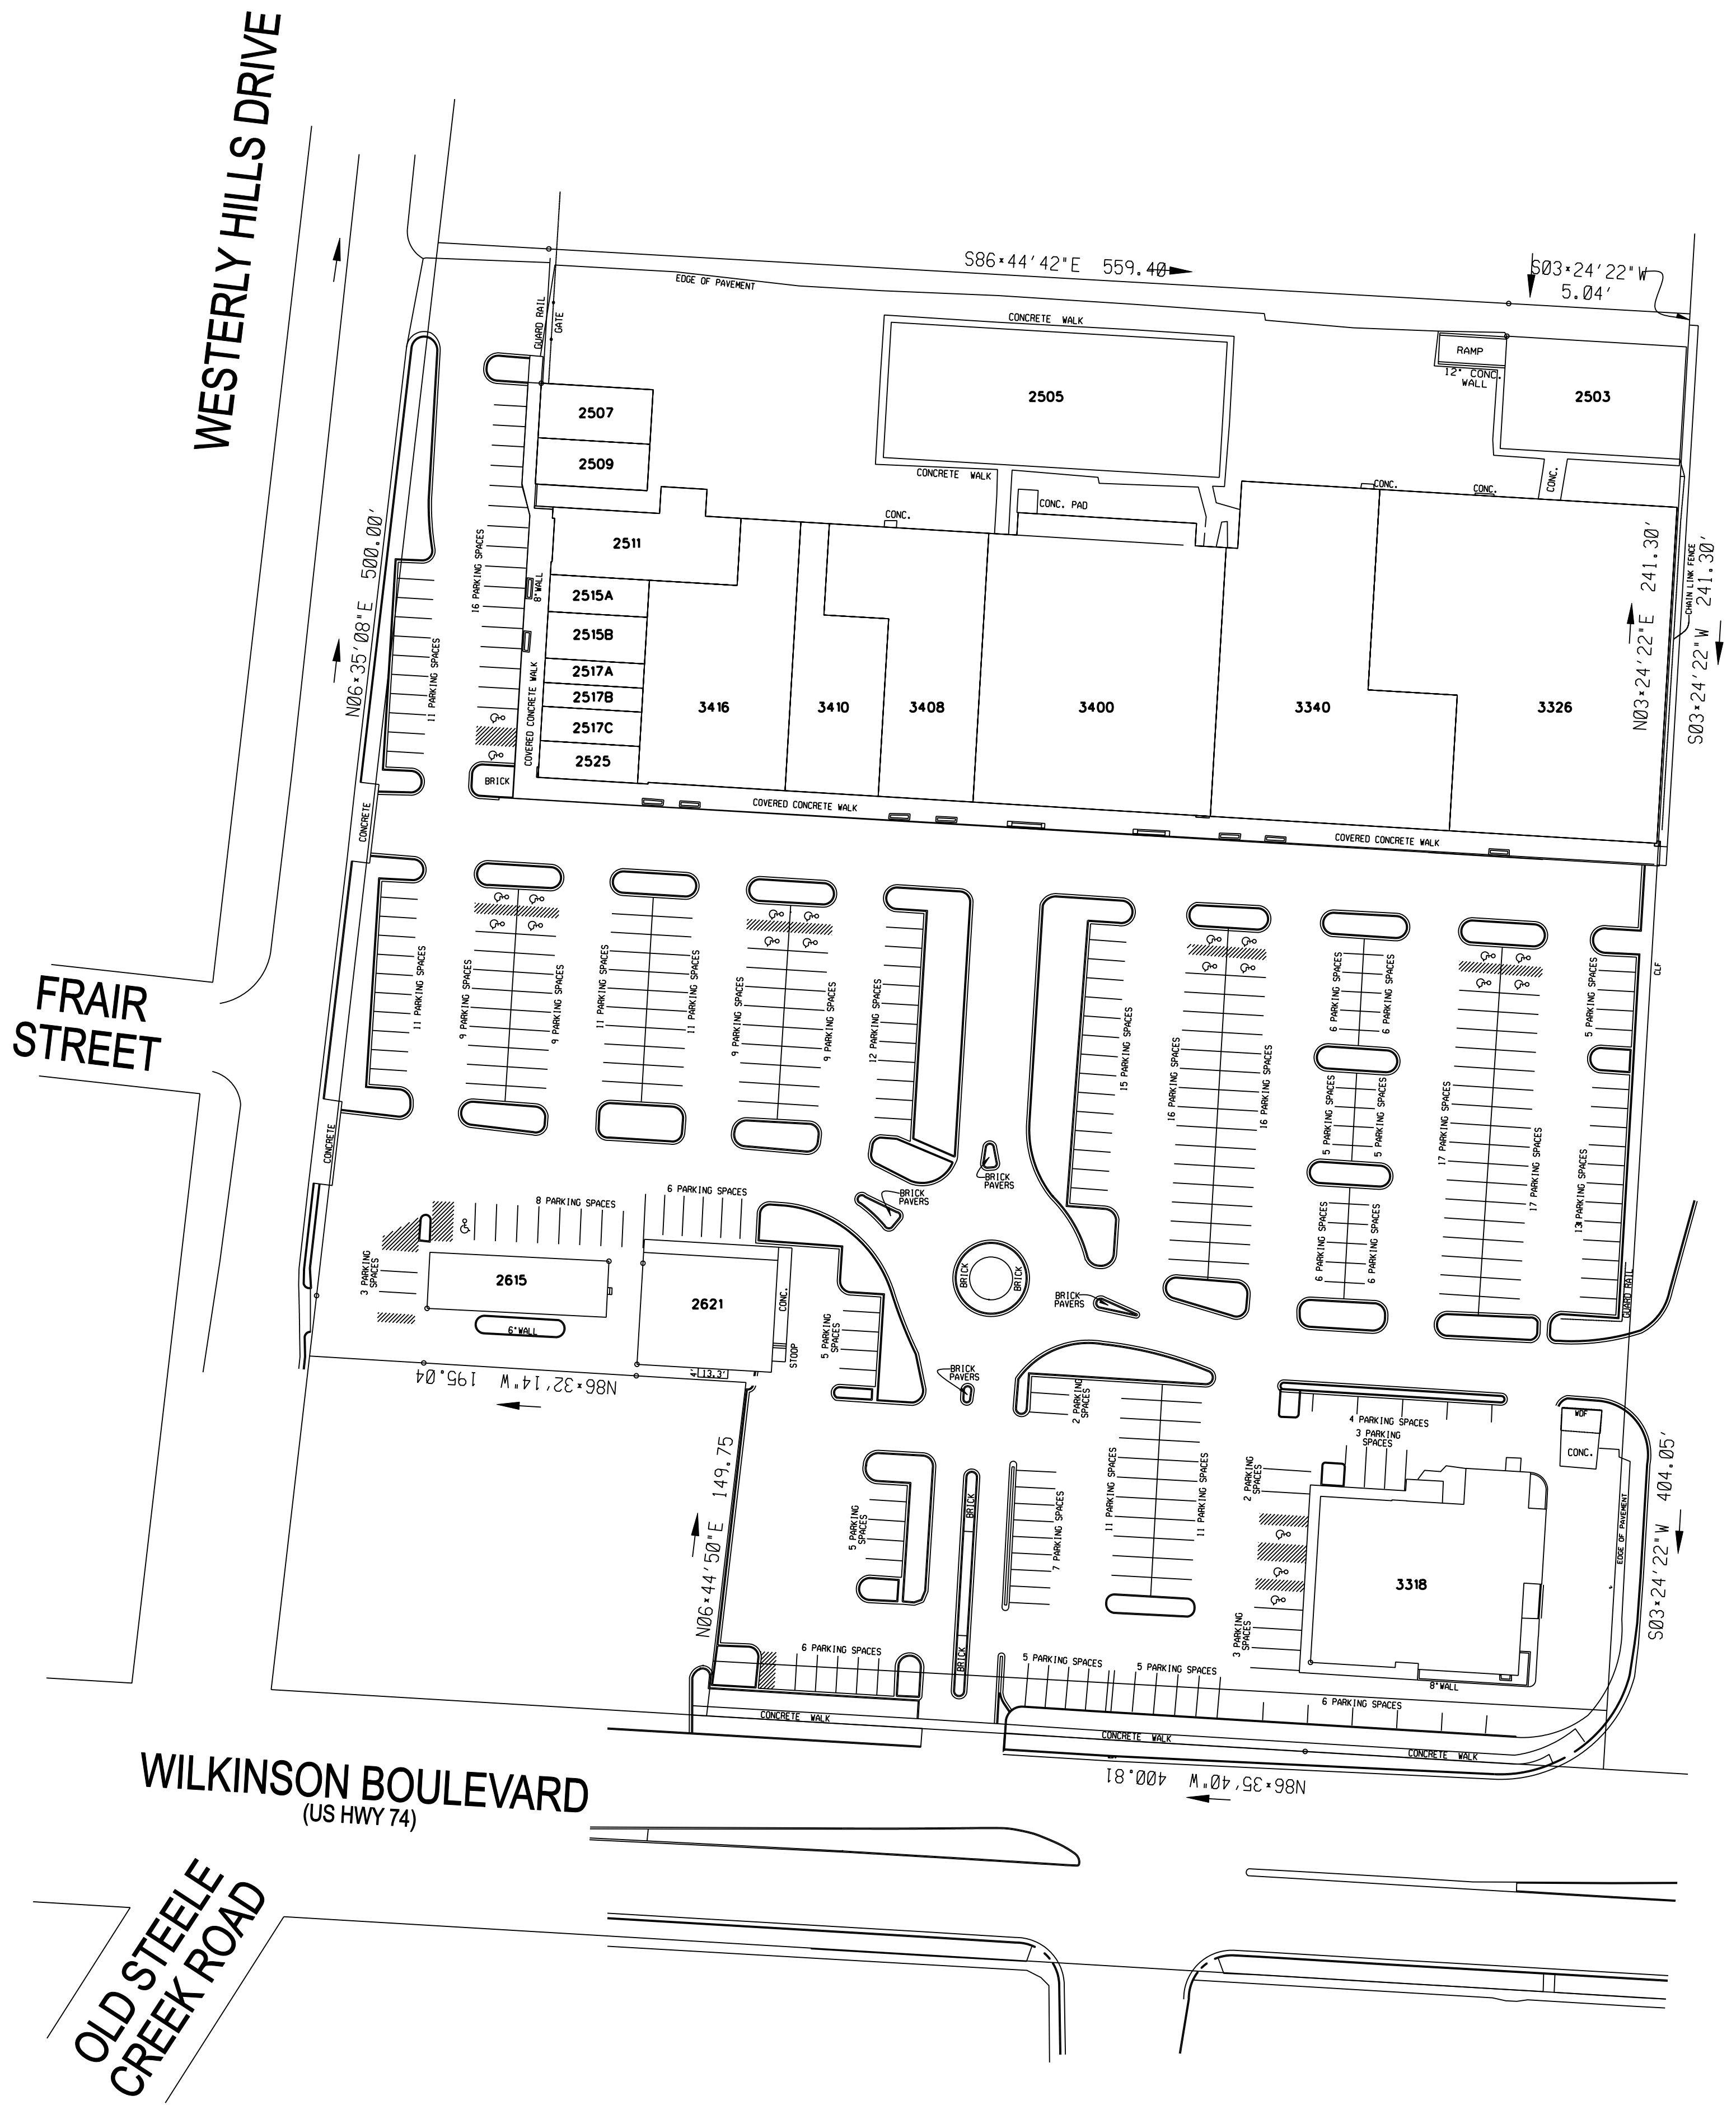 WESTERLY HILLS DRIVE
S86*44'42"E 559.40
S03*24'22"W
5.04'
EDGE OF PAVEMENT
GUARD RAIL
GATE
CONCRETE WALK
RAMP
12" CONC.
WALL
2505
2503
2507
2509
CONCRETE WALK
CONC.
CONC.
CONC.
CONC. PAD
CONC.
2511
N06*35'08"E 500.00'
16 PARKING SPACES
8"WALL
11 PARKING SPACES
COVERED CONCRETE WALK
2515A
2515B
2517A
2517B
2517C
2525
3416
3410
3408
3400
3340
3326
N03*24'22"E 241.30'
CHAIN LINK FENCE
S03*24'22"W 241.30'
BRICK
CONCRETE
COVERED CONCRETE WALK
COVERED CONCRETE WALK
FRAIR
STREET
11 PARKING SPACES
9 PARKING SPACES
9 PARKING SPACES
11 PARKING SPACES
11 PARKING SPACES
9 PARKING SPACES
9 PARKING SPACES
12 PARKING SPACES
15 PARKING SPACES
16 PARKING SPACES
16 PARKING SPACES
6 PARKING SPACES
6 PARKING SPACES
5 PARKING SPACES
5 PARKING SPACES
6 PARKING SPACES
6 PARKING SPACES
17 PARKING SPACES
17 PARKING SPACES
5 PARKING SPACES
13 PARKING SPACES
CLF
GUARD RAIL
CONCRETE
BRICK
PAVERS
BRICK
PAVERS
8 PARKING SPACES
6 PARKING SPACES
3 PARKING
SPACES
2615
2621
6"WALL
CONC.
STOOP
13.3'
BRICK
BRICK
BRICK
PAVERS
5 PARKING
SPACES
BRICK
PAVERS
N86*32'14"W 195.04
2 PARKING
SPACES
4 PARKING SPACES
3 PARKING
SPACES
WDF
CONC.
N06*44'50"E 149.75
5 PARKING
SPACES
BRICK
BRICK
7 PARKING SPACES
11 PARKING SPACES
11 PARKING SPACES
2 PARKING
SPACES
3 PARKING
SPACES
3318
EDGE OF PAVEMENT
S03*24'22"W 404.05'
6 PARKING SPACES
5 PARKING SPACES
5 PARKING SPACES
8"WALL
6 PARKING SPACES
CONCRETE WALK
CONCRETE WALK
CONCRETE WALK
N86*35'40"W 400.81
WILKINSON BOULEVARD
(US HWY 74)
OLD STEELE
CREEK ROAD